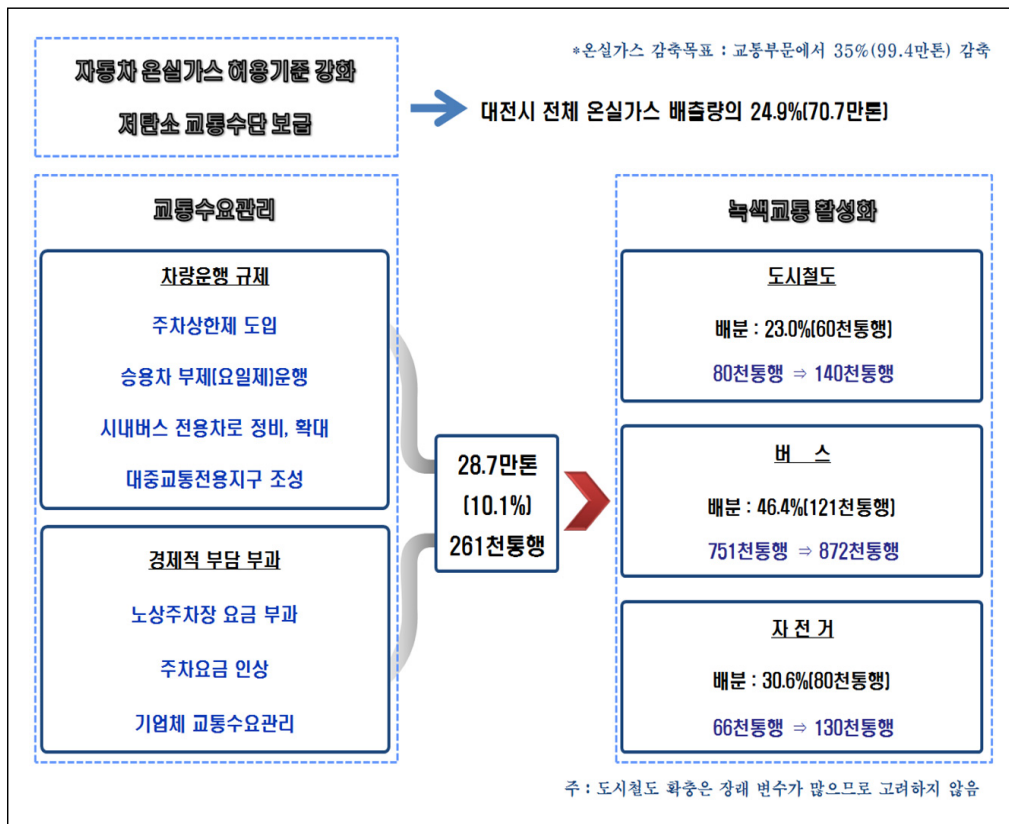 *온실가스 감축목표 : 교통부문에서 35%(99.4만톤) 감축
자동차 온실가스 허용기준 강화
저탄소 교통수단 보급
대전시 전체 온실가스 배출량의 24.9%(70.7만톤)
교통수요관리
차량운행 규제
주차상한제 도입
승용차 부제(요일제)운행
시내버스 전용차로 정비, 확대
대중교통전용지구 조성
경제적 부담 부과
노상주차장 요금 부과
주차요금 인상
기업체 교통수요관리
28.7만톤
(10.1%)
261천통행
녹색교통 활성화
도시철도
배분 : 23.0%(60천통행)
80천통행 ⇒ 140천통행
버 스
배분 : 46.4%(121천통행)
751천통행 ⇒ 872천통행
자 전 거
배분 : 30.6%(80천통행)
66천통행 ⇒ 130천통행
주 : 도시철도 확충은 장래 변수가 많으므로 고려하지 않음